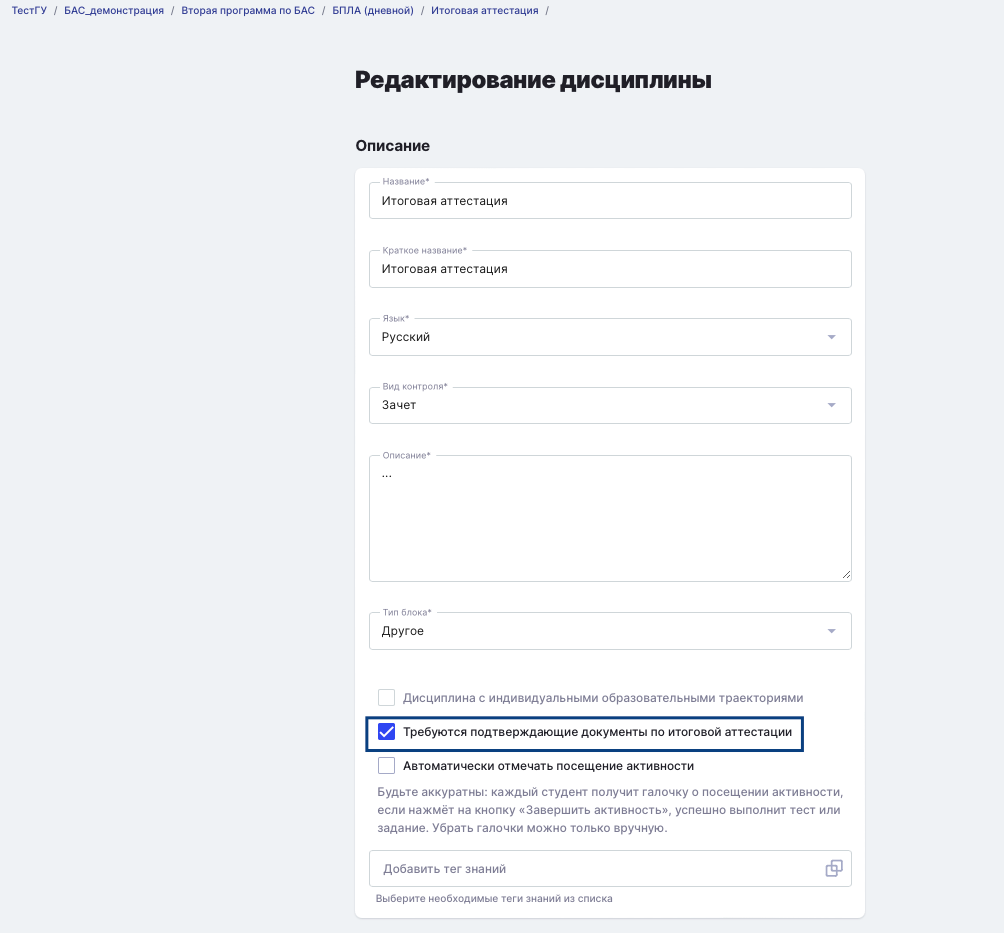 ТестГУ / БАС_демонстрация / Вторая программа по БАС / БПЛА (дневной) / Итоговая аттестация /
Редактирование дисциплины
Описание
Название*
Итоговая аттестация
Краткое название*
Итоговая аттестация
Язык*
Русский
Вид контроля*
Зачет
Описание*
...
Тип блока*
Другое
Дисциплина с индивидуальными образовательными траекториями
Требуются подтверждающие документы по итоговой аттестации
Автоматически отмечать посещение активности
Будьте аккуратны: каждый студент получит галочку о посещении активности,
если нажмёт на кнопку «Завершить активность», успешно выполнит тест или
задание. Убрать галочки можно только вручную.
Добавить тег знаний
Выберите необходимые теги знаний из списка